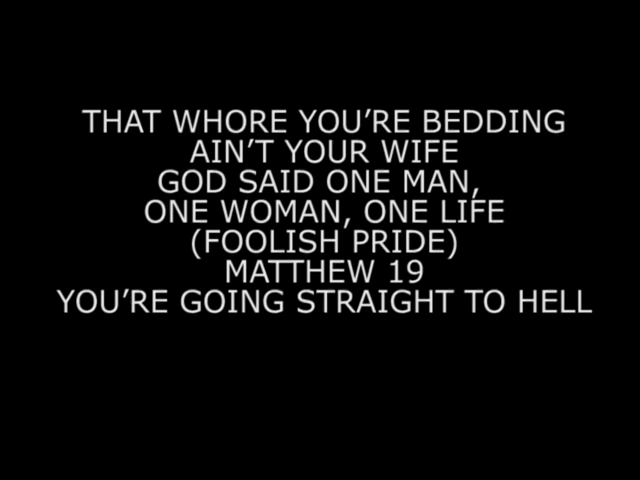 THAT WHORE YOU’RE BEDDING
AIN’T YOUR WIFE
GOD SAID ONE MAN,
ONE WOMAN, ONE LIFE
(FOOLISH PRIDE)
MATTHEW 19
YOU’RE GOING STRAIGHT TO HELL